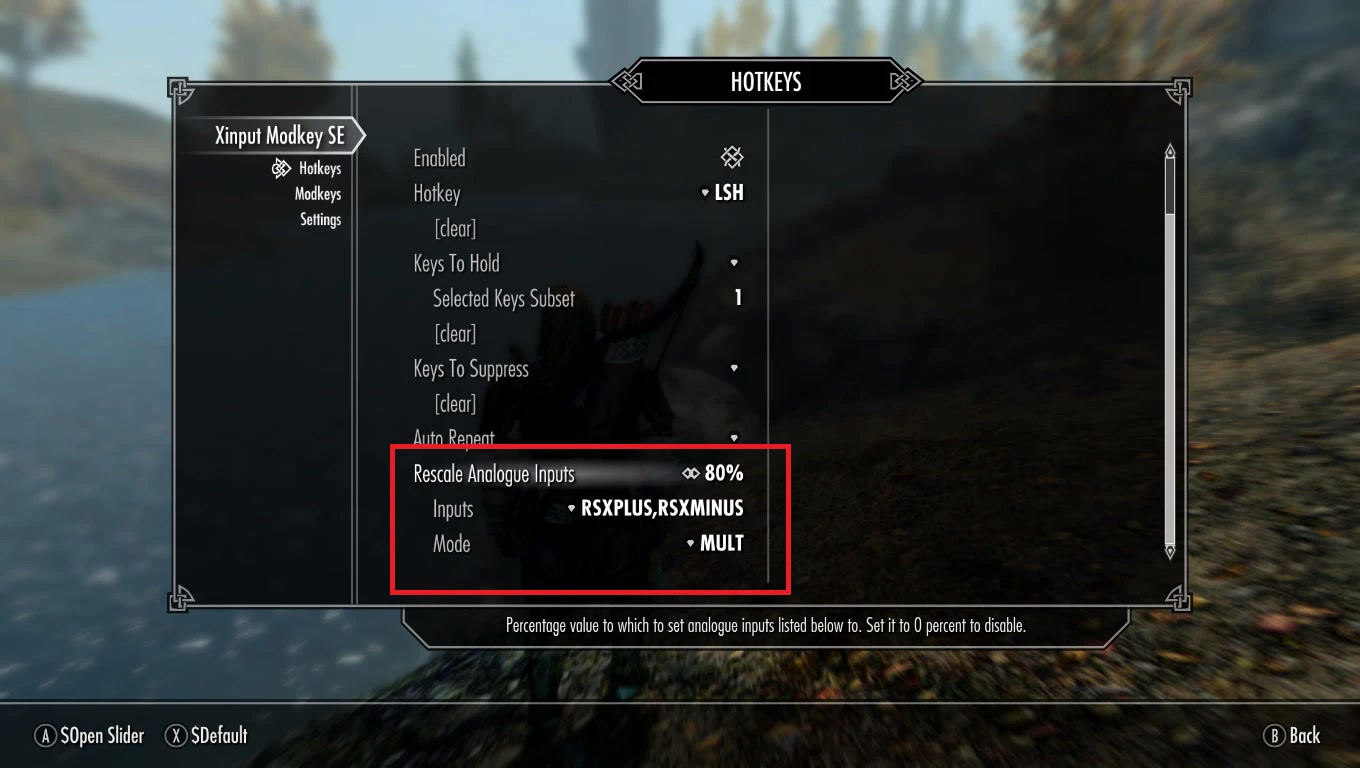 HOTKEYS
Xinput Modkey SE
Hotkeys
Modkeys
Settings
Enabled
Hotkey LSH
[clear]
Keys To Hold
Selected Keys Subset 1
[clear]
Keys To Suppress
[clear]
Auto Repeat
Rescale Analogue Inputs 80%
Inputs RSXPLUS,RSXMINUS
Mode MULT
Percentage value to which to set analogue inputs listed below to. Set it to 0 percent to disable.
A $Open Slider X $Default B Back